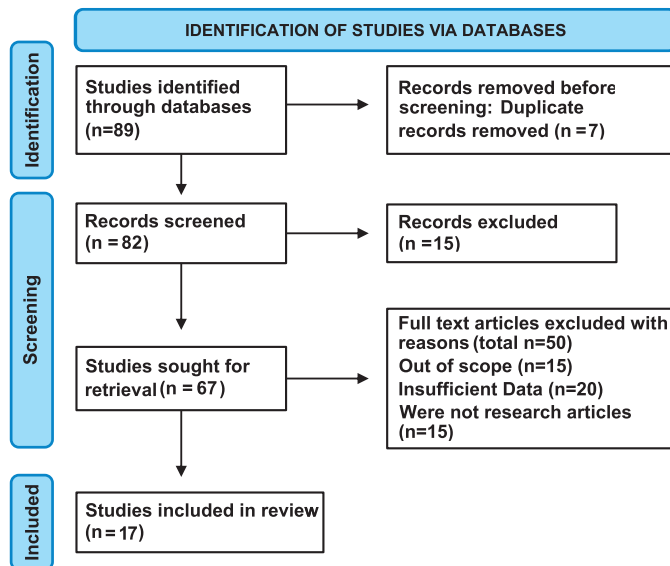 IDENTIFICATION OF STUDIES VIA DATABASES
Identification
Studies identified
through databases
(n=89)
Records removed before
screening: Duplicate
records removed (n = 7)
Screening
Records screened
(n = 82)
Records excluded
(n =15)
Studies sought for
retrieval (n = 67)
Full text articles excluded with
reasons (total n=50)
Out of scope (n=15)
Insufficient Data (n=20)
Were not research articles
(n=15)
Included
Studies included in review
(n = 17)